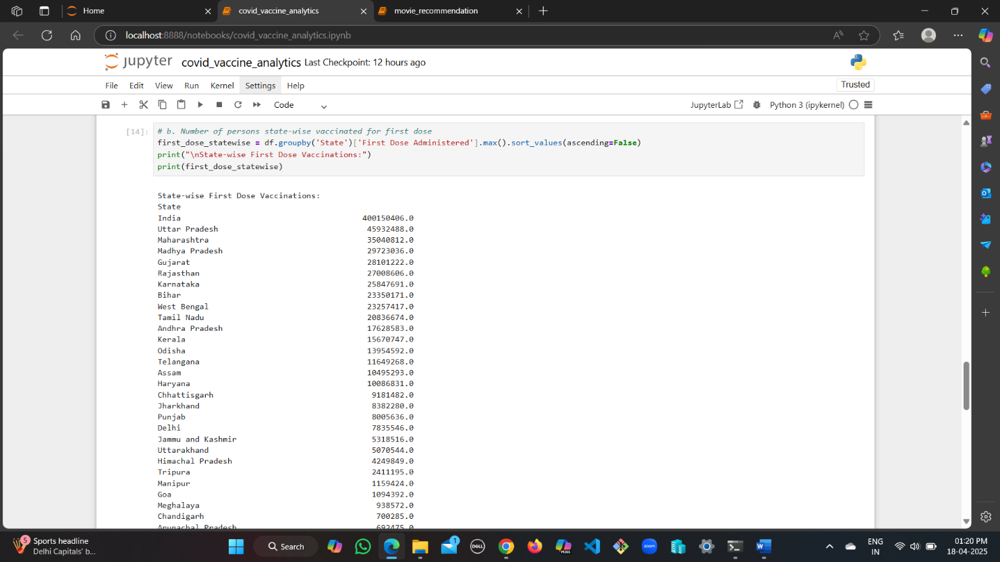 Home
covid_vaccine_analytics
movie_recommendation
localhost:8888/notebooks/covid_vaccine_analytics.ipynb
jupyter covid_vaccine_analytics Last Checkpoint: 12 hours ago
File Edit View Run Kernel Settings Help Trusted
Code JupyterLab Python 3 (ipykernel)
[14]: # b. Number of persons state-wise vaccinated for first dose
first_dose_statewise = df.groupby('State')['First Dose Administered'].max().sort_values(ascending=False)
print("\nState-wise First Dose Vaccinations:")
print(first_dose_statewise)
State-wise First Dose Vaccinations:
State
India 400150406.0
Uttar Pradesh 45932488.0
Maharashtra 35040812.0
Madhya Pradesh 29723036.0
Gujarat 28101222.0
Rajasthan 27008606.0
Karnataka 25847691.0
Bihar 23350171.0
West Bengal 23257417.0
Tamil Nadu 20836674.0
Andhra Pradesh 17628583.0
Kerala 15670747.0
Odisha 13954592.0
Telangana 11649268.0
Assam 10495293.0
Haryana 10086831.0
Chhattisgarh 9181482.0
Jharkhand 8382280.0
Punjab 8005636.0
Delhi 7835546.0
Jammu and Kashmir 5318516.0
Uttarakhand 5070544.0
Himachal Pradesh 4249849.0
Tripura 2411195.0
Manipur 1159424.0
Goa 1094392.0
Meghalaya 938572.0
Chandigarh 700285.0
Arunachal Pradesh 692475.0
5 Sports headline
Delhi Capitals' b...
Search
1
DELL
M365
zoom
ENG
IN
01:20 PM
18-04-2025